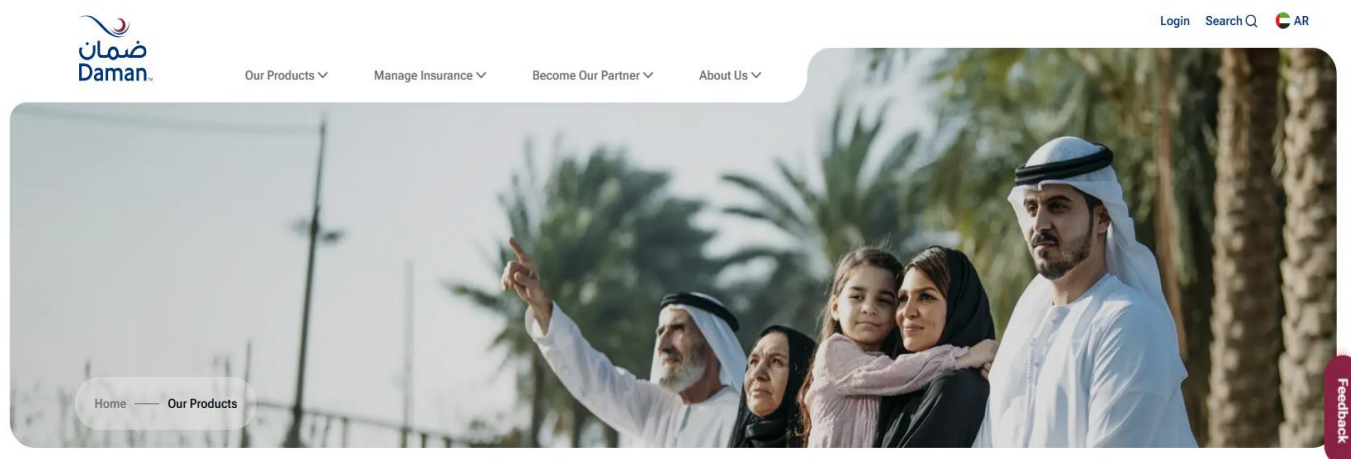 Login Search AR
ضمان
Daman
Our Products Manage Insurance Become Our Partner About Us
Home — Our Products
Feedback